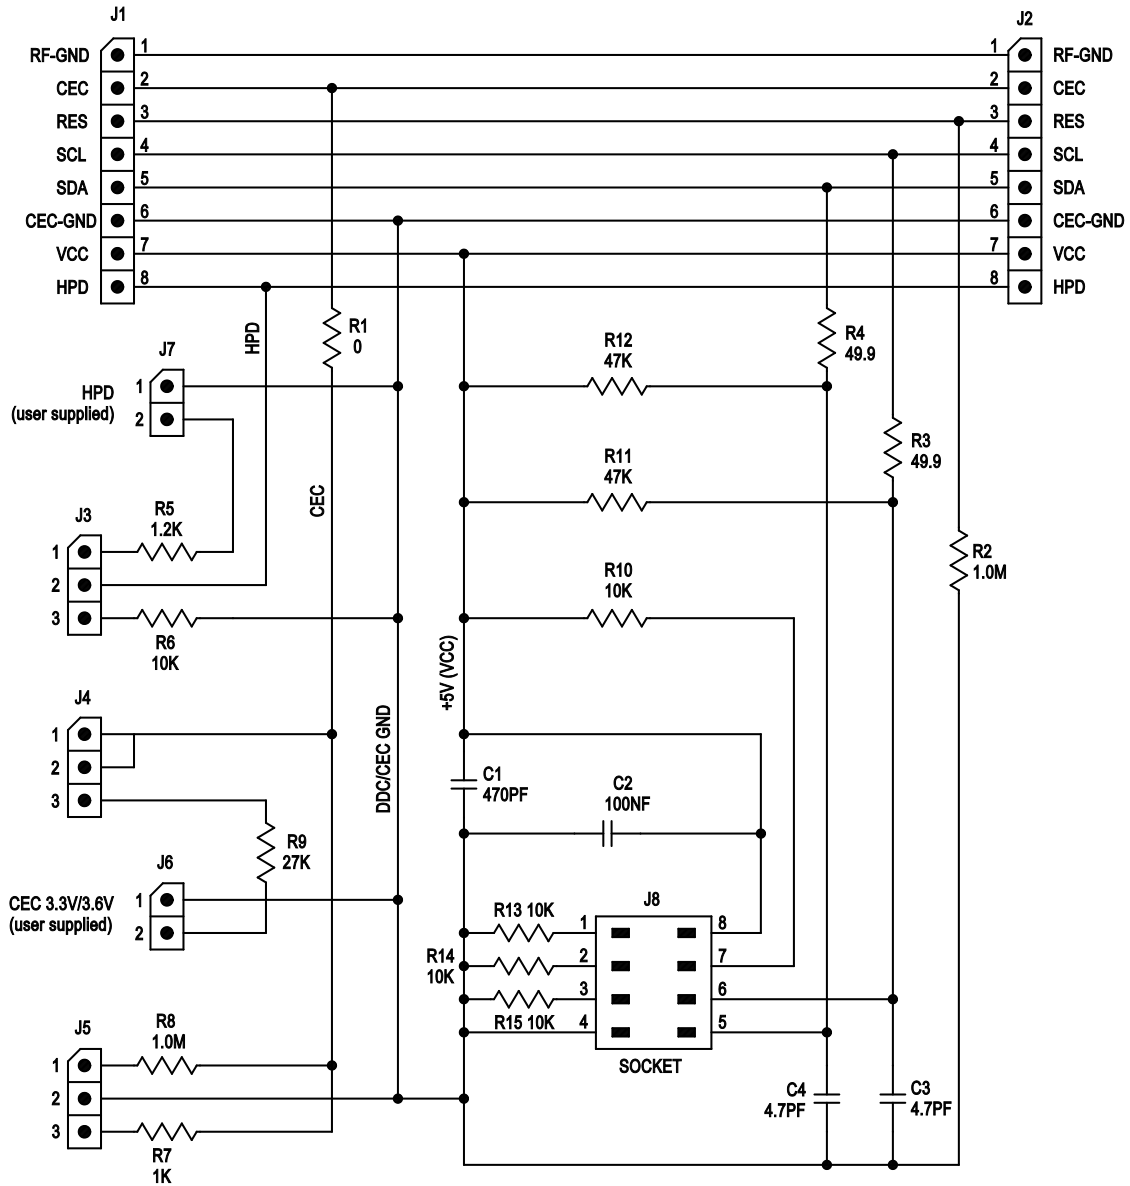 J1
J2
RF-GND 1
1 RF-GND
CEC 2
2 CEC
RES 3
3 RES
SCL 4
4 SCL
SDA 5
5 SDA
CEC-GND 6
6 CEC-GND
VCC 7
7 VCC
HPD 8
8 HPD
HPD
R1
0
R12
47K
R4
49.9
J7
HPD
(user supplied)
1
2
R11
47K
R3
49.9
CEC
J3
1
2
3
R5
1.2K
R6
10K
R10
10K
R2
1.0M
+5V (VCC)
DDC/CEC GND
J4
1
2
3
C1
470PF
C2
100NF
R9
27K
J6
CEC 3.3V/3.6V
(user supplied)
1
2
J8
R13 10K
R14
10K
R15 10K
1
2
3
4
8
7
6
5
SOCKET
J5
1
2
3
R8
1.0M
R7
1K
C4
4.7PF
C3
4.7PF